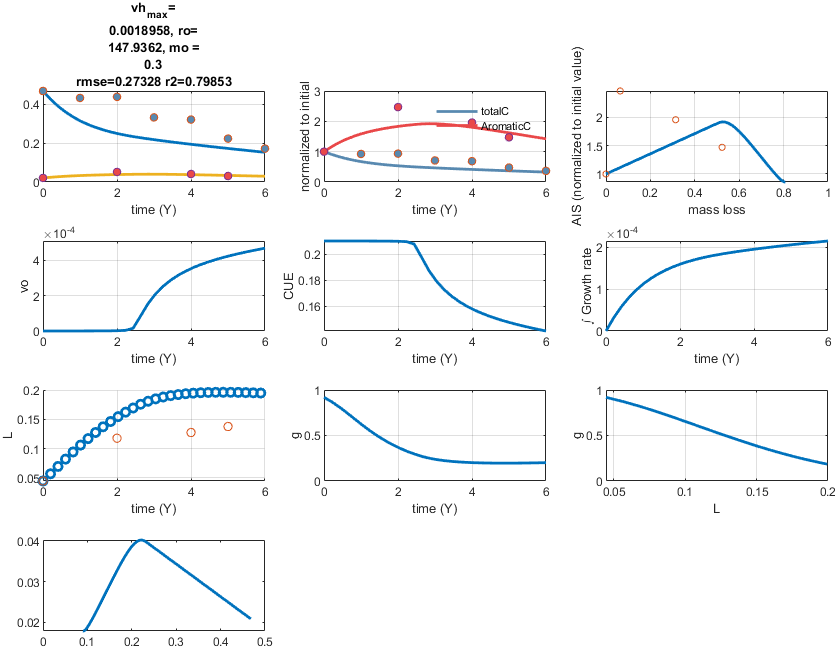 vh_max=
0.0018958, ro=
147.9362, mo =
0.3
rmse=0.27328 r2=0.79853
0.4
0.2
0
0 2 4 6
time (Y)
normalized to initial
3
2
1
0
totalC
AromaticC
0 2 4 6
time (Y)
AIS (normalized to initial value)
2
1.5
1
0 0.2 0.4 0.6 0.8 1
mass loss
×10^-4
vo
4
2
0
0 2 4 6
time (Y)
CUE
0.2
0.18
0.16
0 2 4 6
time (Y)
×10^-4
Growth rate
2
1
0
0 2 4 6
time (Y)
L
0.2
0.15
0.1
0.05
0 2 4 6
time (Y)
g
1
0.5
0
0 2 4 6
time (Y)
g
1
0.5
0
0.05 0.1 0.15 0.2
L
0.04
0.03
0.02
0 0.1 0.2 0.3 0.4 0.5